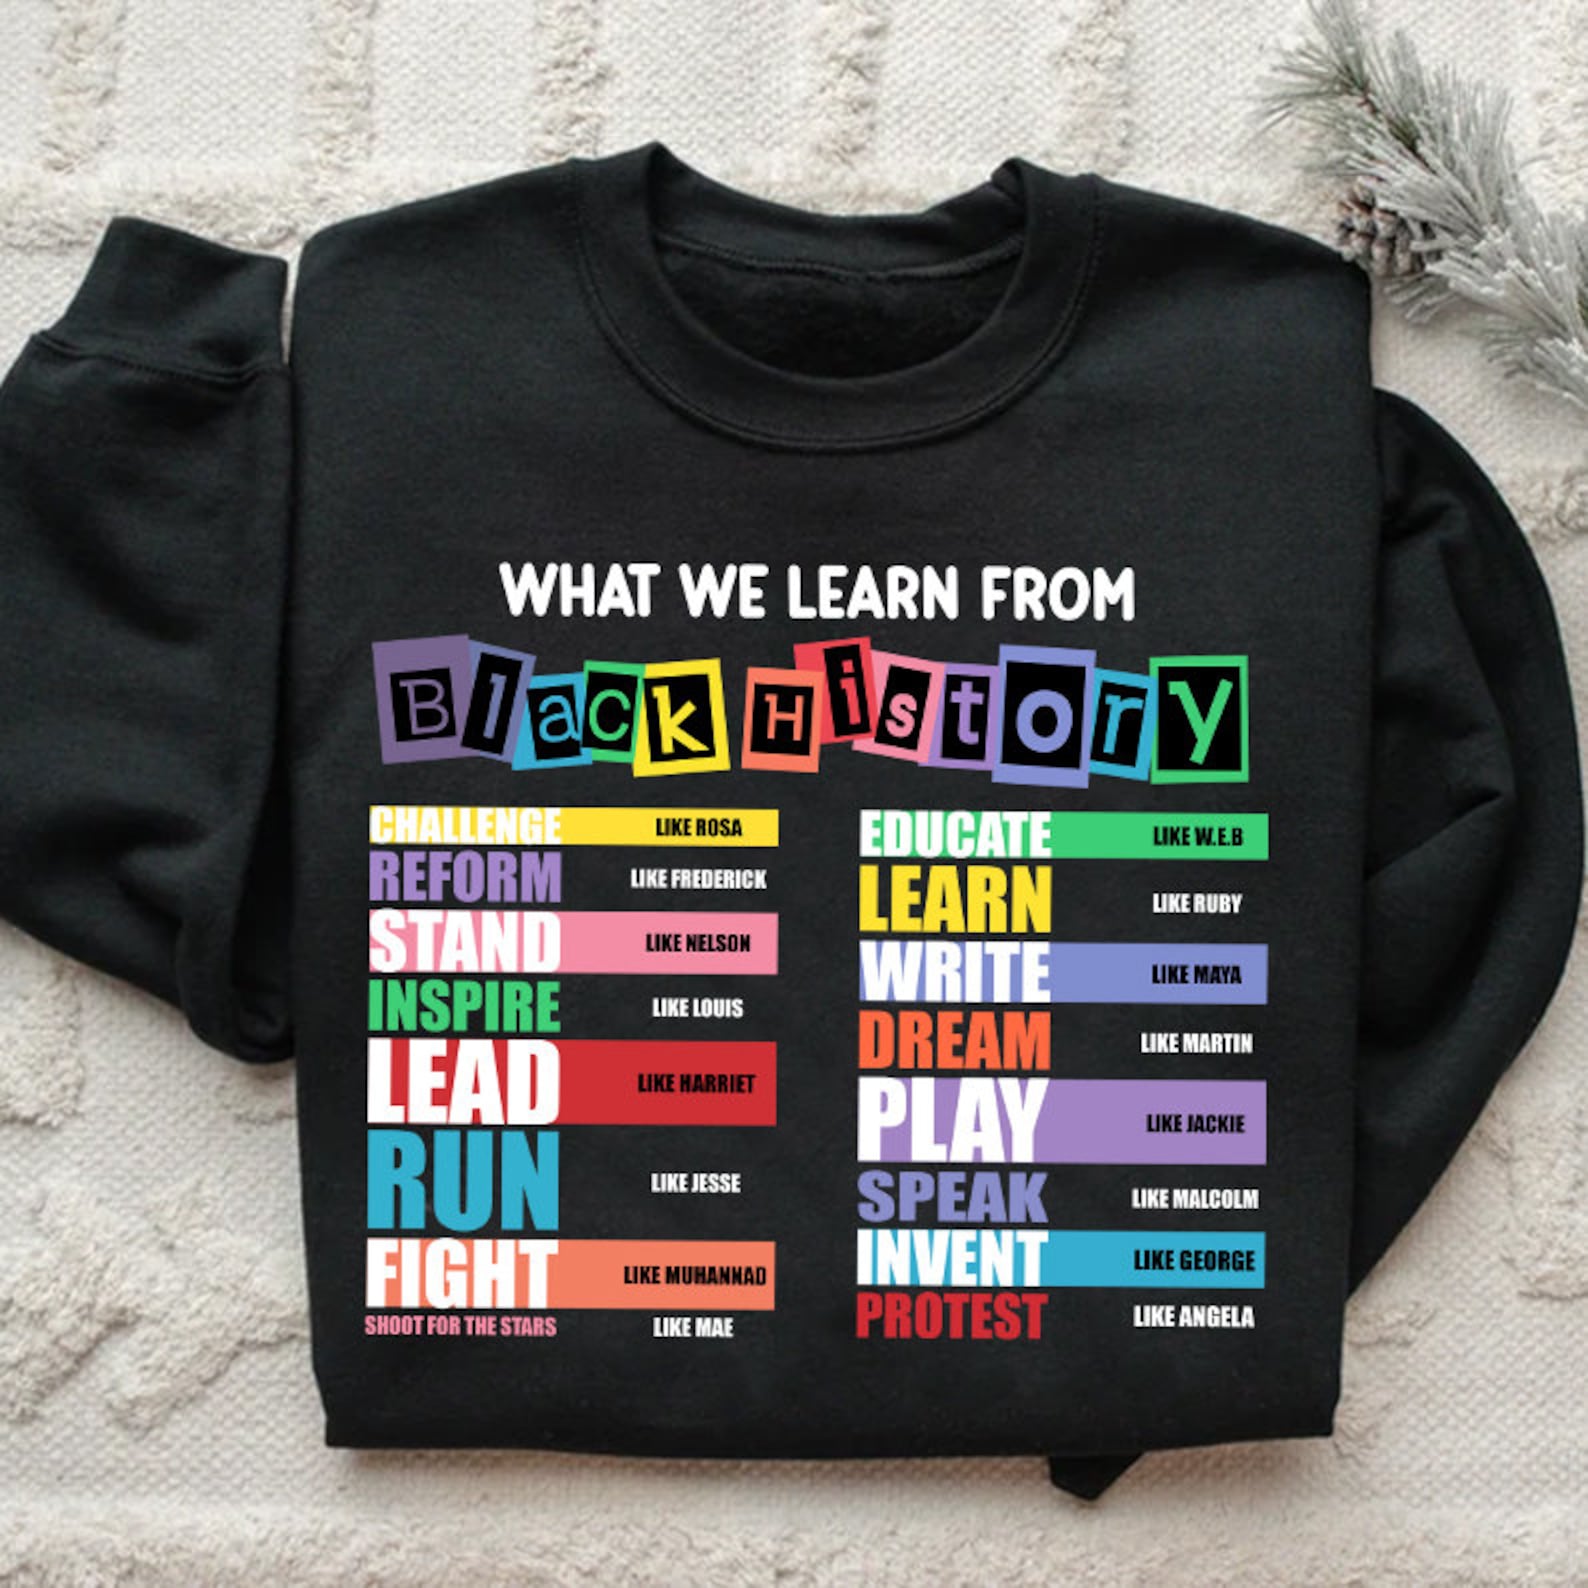 WHAT WE LEARN FROM
Black History
CHALLENGE LIKE ROSA
REFORM LIKE FREDERICK
STAND LIKE NELSON
INSPIRE LIKE LOUIS
LEAD LIKE HARRIET
RUN LIKE JESSE
FIGHT LIKE MUHANNAD
SHOOT FOR THE STARS LIKE MAE
EDUCATE LIKE W.E.B
LEARN LIKE RUBY
WRITE LIKE MAYA
DREAM LIKE MARTIN
PLAY LIKE JACKIE
SPEAK LIKE MALCOLM
INVENT LIKE GEORGE
PROTEST LIKE ANGELA